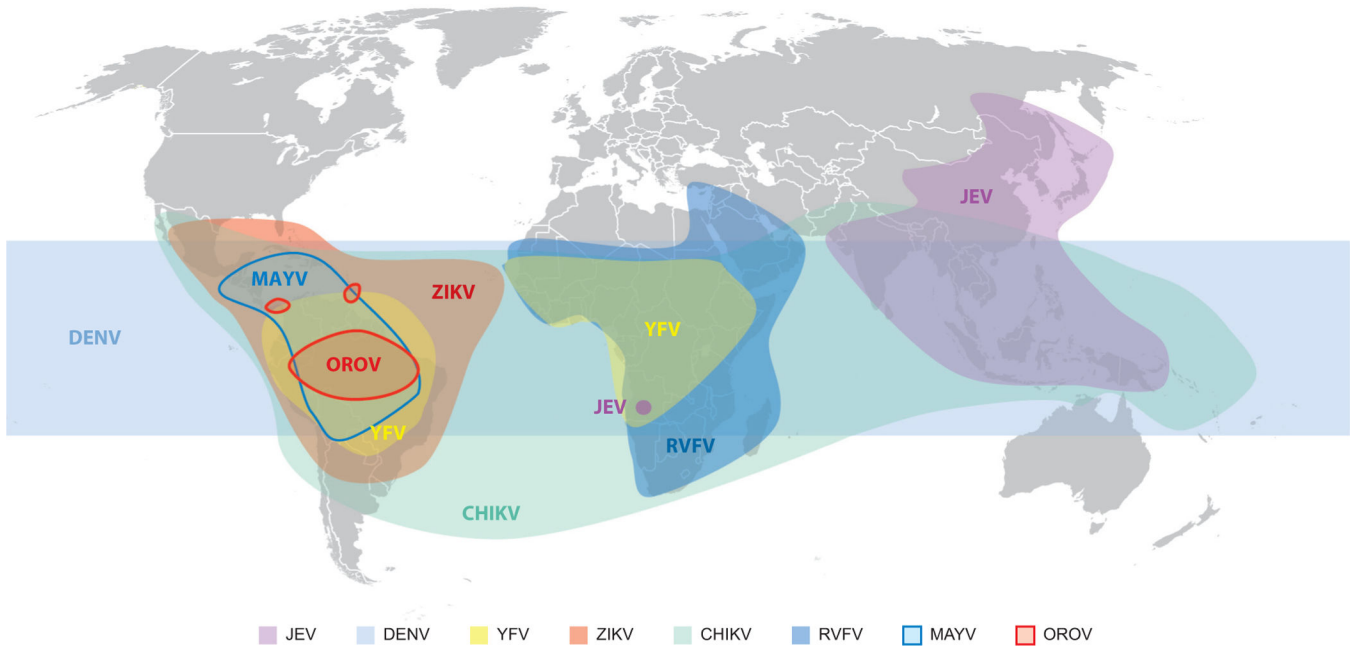 JEV
MAYV
ZIKV
DENV
YFV
OROV
JEV
YFV
RVFV
CHIKV
JEV DENV YFV ZIKV CHIKV RVFV MAYV OROV